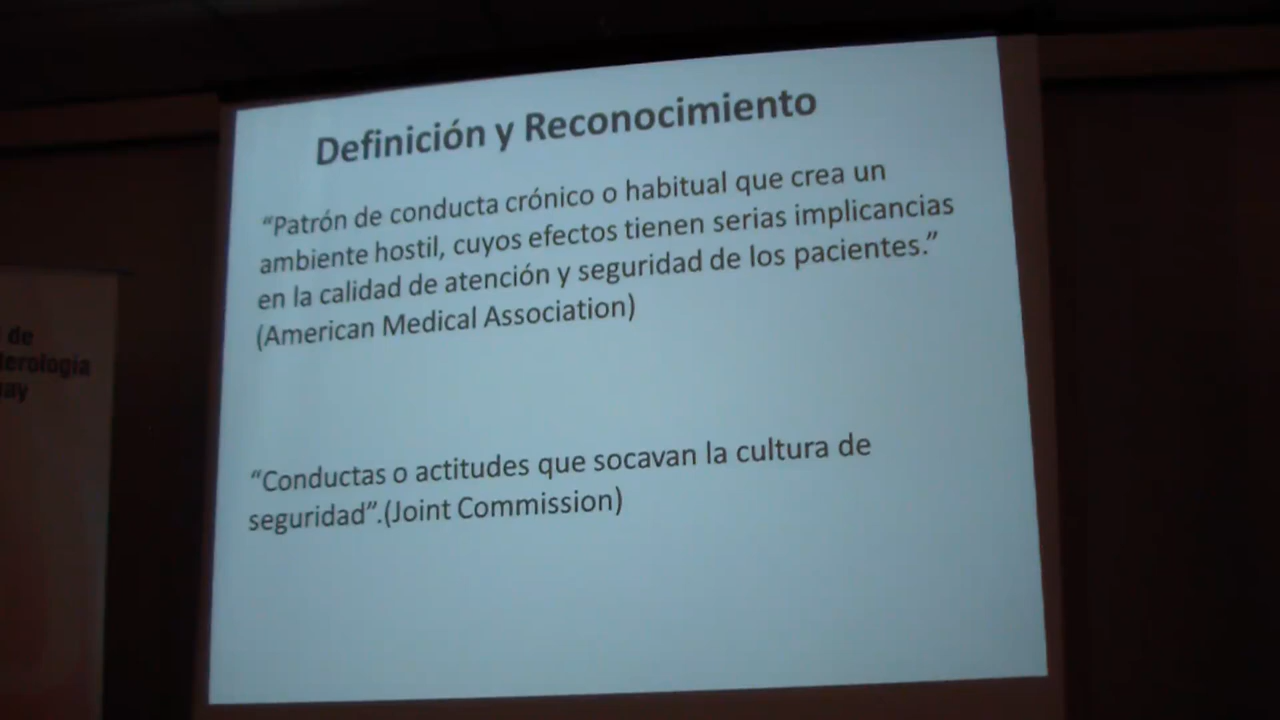 Definición y Reconocimiento
“Patrón de conducta crónico o habitual que crea un
ambiente hostil, cuyos efectos tienen serias implicancias
en la calidad de atención y seguridad de los pacientes.”
(American Medical Association)
“Conductas o actitudes que socavan la cultura de
seguridad”.(Joint Commission)
de